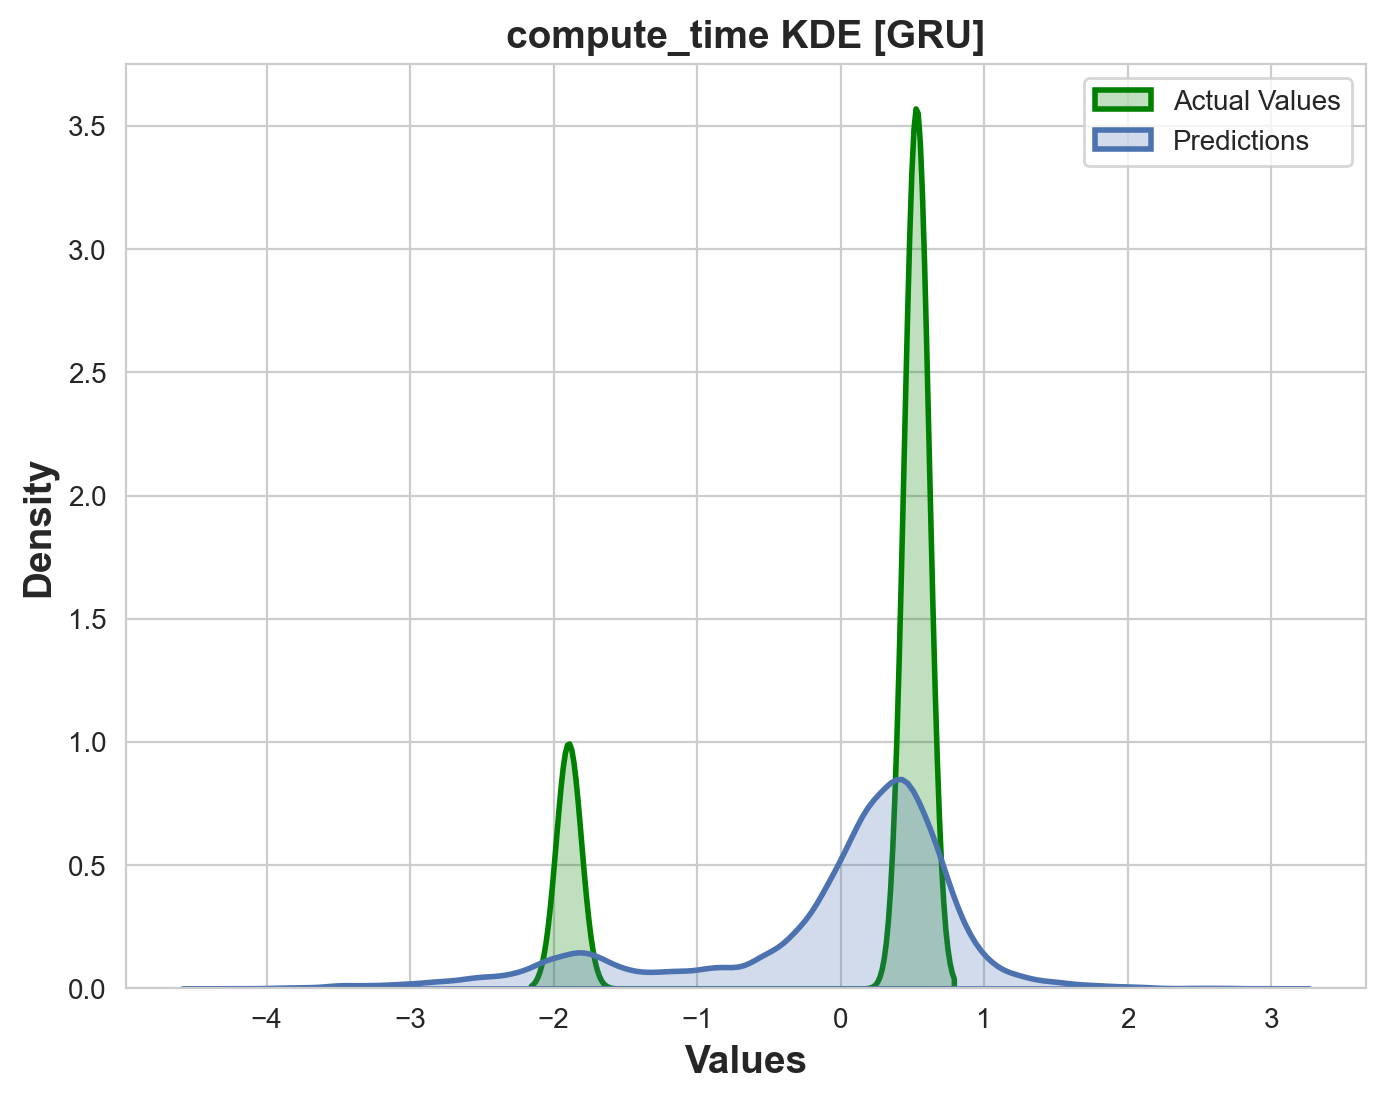 compute_time KDE [GRU]
Actual Values
Predictions
3.5
3.0
2.5
2.0
1.5
1.0
0.5
0.0
Density
−4 −3 −2 −1 0 1 2 3
Values